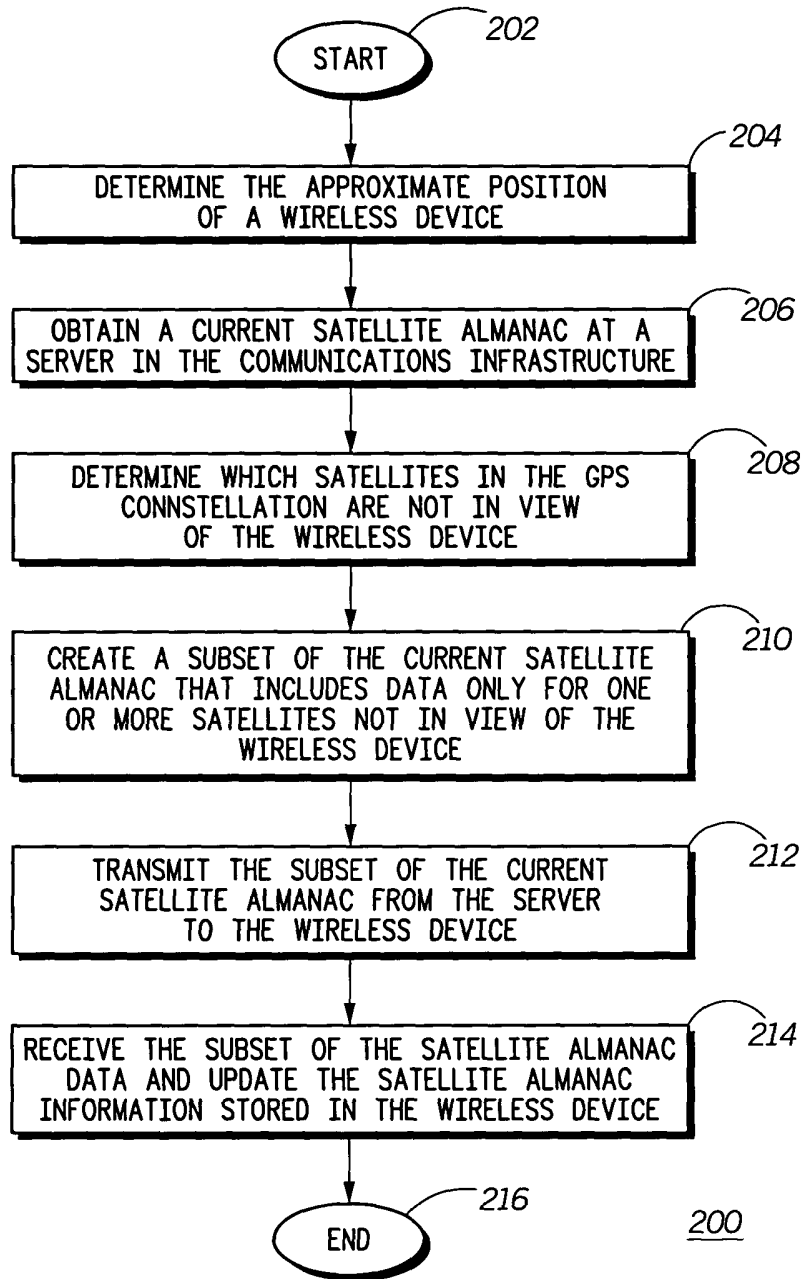 202
START
204
DETERMINE THE APPROXIMATE POSITION
OF A WIRELESS DEVICE
206
OBTAIN A CURRENT SATELLITE ALMANAC AT A
SERVER IN THE COMMUNICATIONS INFRASTRUCTURE
208
DETERMINE WHICH SATELLITES IN THE GPS
CONNSTELLATION ARE NOT IN VIEW
OF THE WIRELESS DEVICE
210
CREATE A SUBSET OF THE CURRENT SATELLITE
ALMANAC THAT INCLUDES DATA ONLY FOR ONE
OR MORE SATELLITES NOT IN VIEW OF THE
WIRELESS DEVICE
212
TRANSMIT THE SUBSET OF THE CURRENT
SATELLITE ALMANAC FROM THE SERVER
TO THE WIRELESS DEVICE
214
RECEIVE THE SUBSET OF THE SATELLITE ALMANAC
DATA AND UPDATE THE SATELLITE ALMANAC
INFORMATION STORED IN THE WIRELESS DEVICE
216
END
200